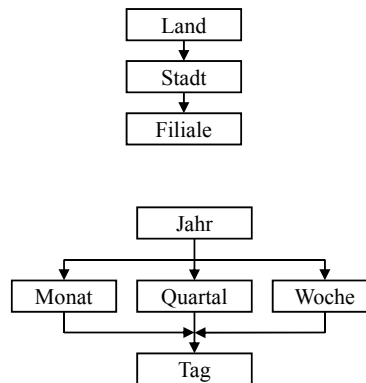 Land
Stadt
Filiale
Jahr
Monat Quartal Woche
Tag